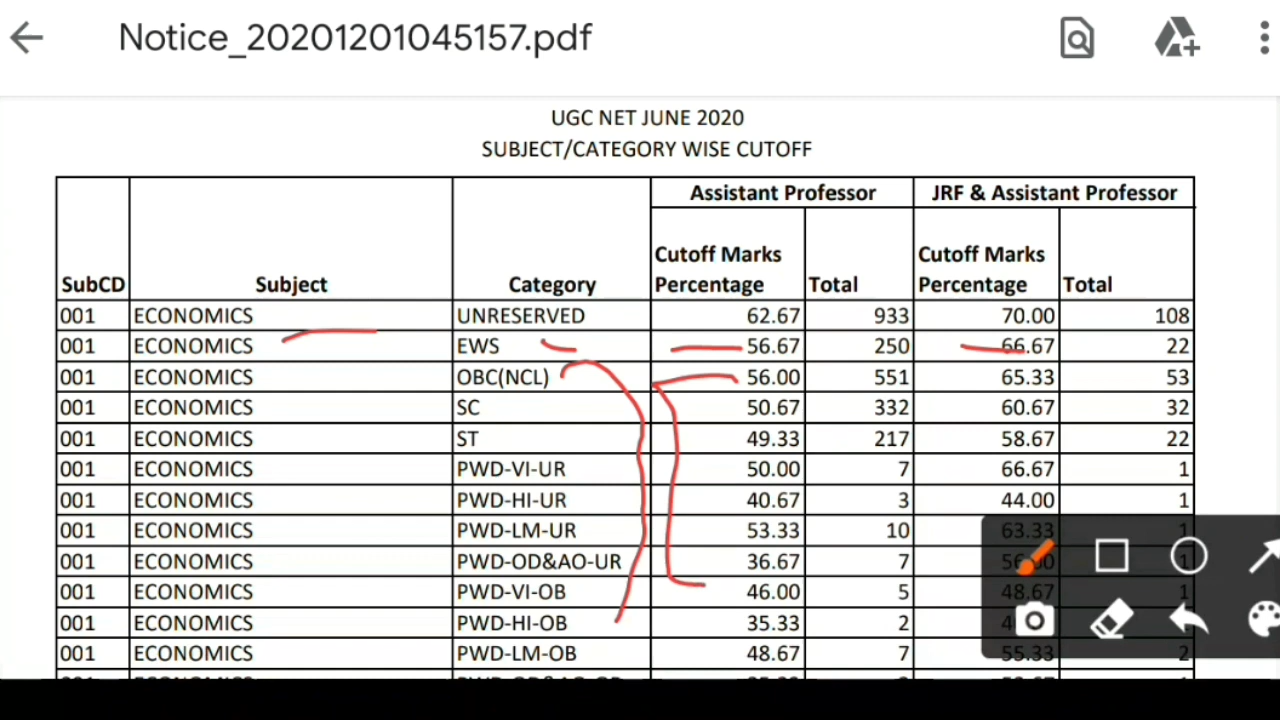 Notice_20201201045157.pdf
UGC NET JUNE 2020
SUBJECT/CATEGORY WISE CUTOFF
Assistant Professor JRF & Assistant Professor
SubCD Subject Category Cutoff Marks Percentage Total Cutoff Marks Percentage Total
001 ECONOMICS UNRESERVED 62.67 933 70.00 108
001 ECONOMICS EWS 56.67 250 66.67 22
001 ECONOMICS OBC(NCL) 56.00 551 65.33 53
001 ECONOMICS SC 50.67 332 60.67 32
001 ECONOMICS ST 49.33 217 58.67 22
001 ECONOMICS PWD-VI-UR 50.00 7 66.67 1
001 ECONOMICS PWD-HI-UR 40.67 3 44.00 1
001 ECONOMICS PWD-LM-UR 53.33 10 63.33 1
001 ECONOMICS PWD-OD&AO-UR 36.67 7 1
001 ECONOMICS PWD-VI-OB 46.00 5 48.67 1
001 ECONOMICS PWD-HI-OB 35.33 2
001 ECONOMICS PWD-LM-OB 48.67 7 55.33 2